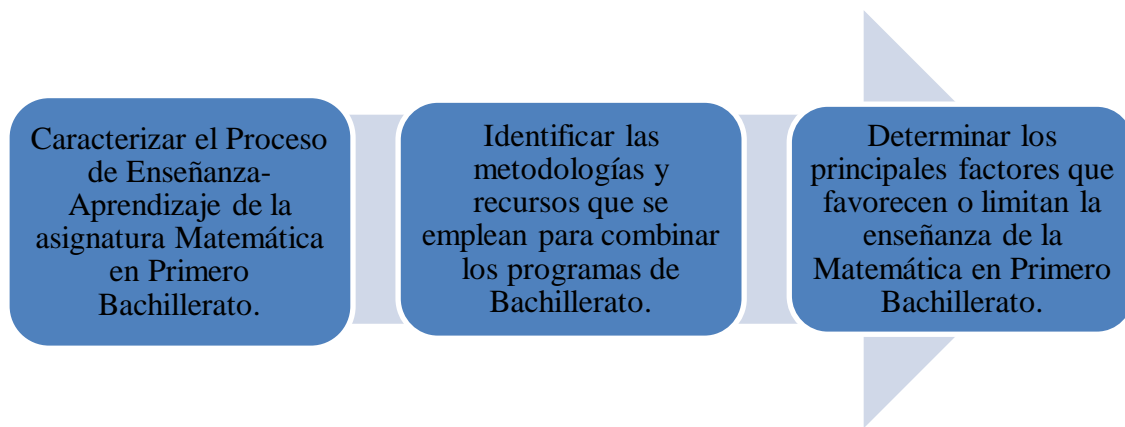 Caracterizar el Proceso
de Enseñanza-
Aprendizaje de la
asignatura Matemática
en Primero
Bachillerato.
Identificar las
metodologías y
recursos que se
emplean para combinar
los programas de
Bachillerato.
Determinar los
principales factores que
favorecen o limitan la
enseñanza de la
Matemática en Primero
Bachillerato.